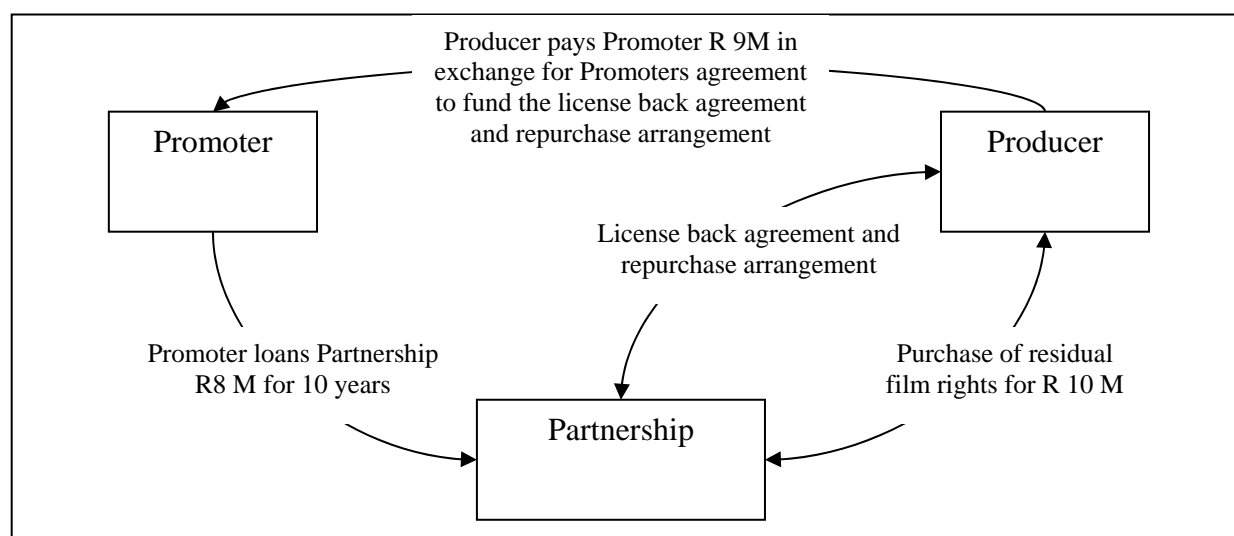 Producer pays Promoter R 9M in
exchange for Promoters agreement
to fund the license back agreement
and repurchase arrangement
Promoter
Producer
License back agreement and
repurchase arrangement
Promoter loans Partnership
R8 M for 10 years
Purchase of residual
film rights for R 10 M
Partnership